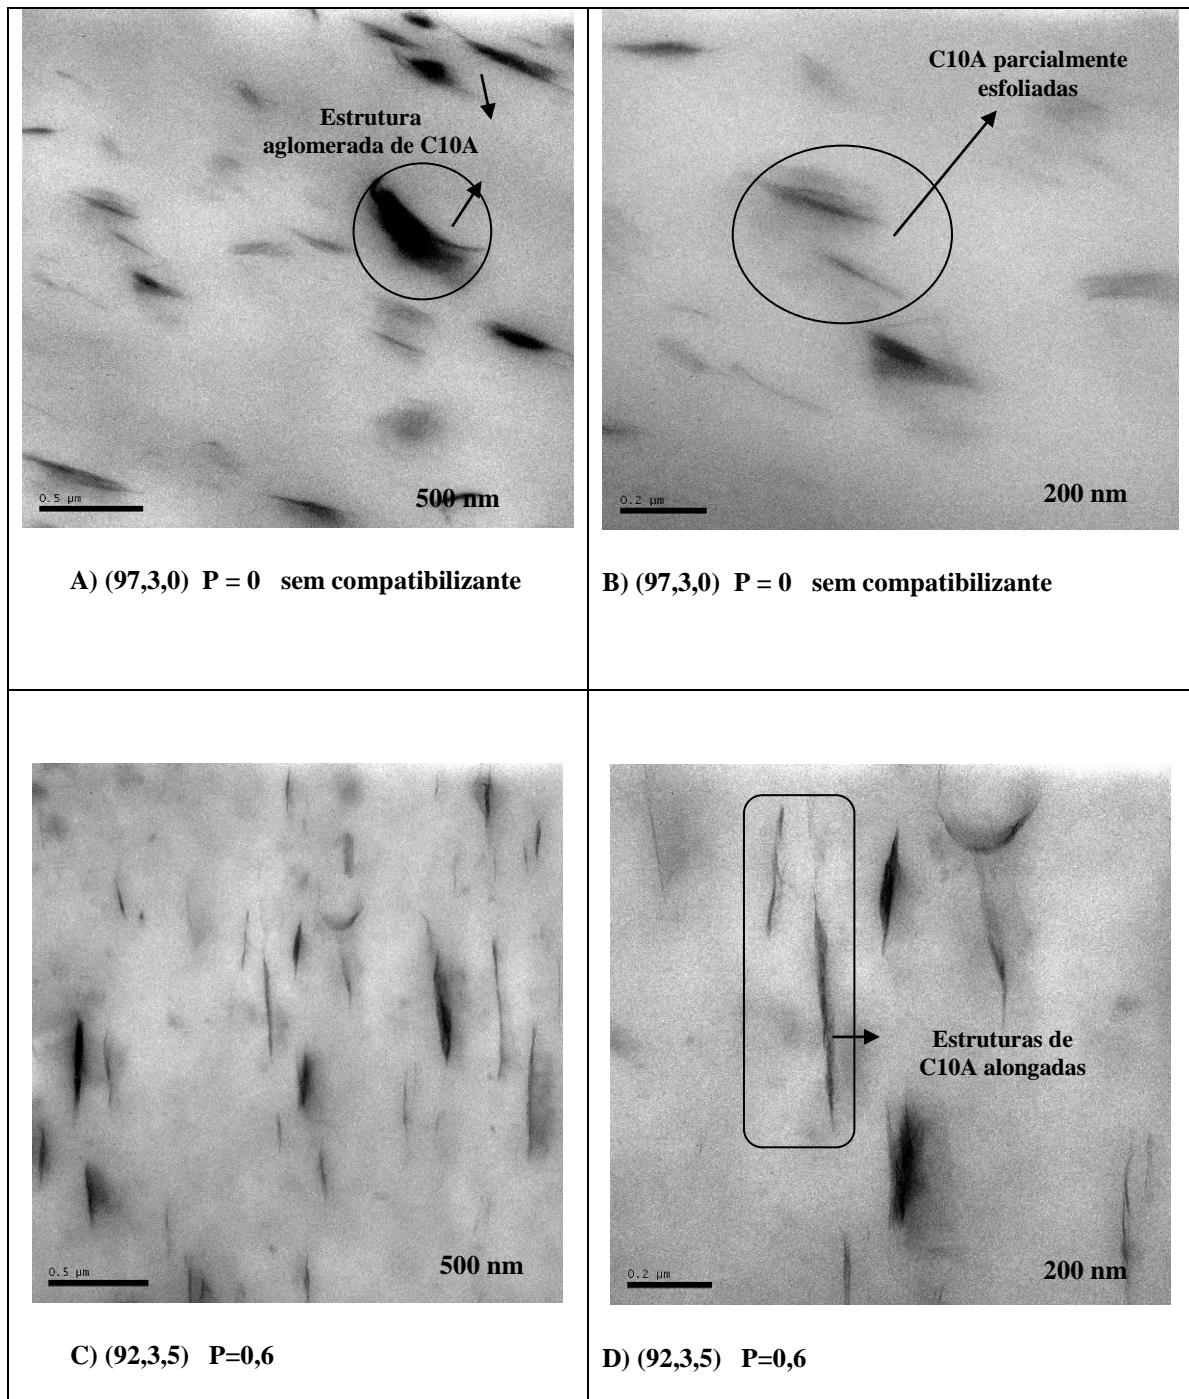 Estrutura
aglomerada de C10A
0.5 µm
500 nm
C10A parcialmente
esfoliadas
0.2 µm
200 nm
A) (97,3,0) P = 0 sem compatibilizante
B) (97,3,0) P = 0 sem compatibilizante
0.5 µm
500 nm
Estruturas de
C10A alongadas
0.2 µm
200 nm
C) (92,3,5) P=0,6
D) (92,3,5) P=0,6